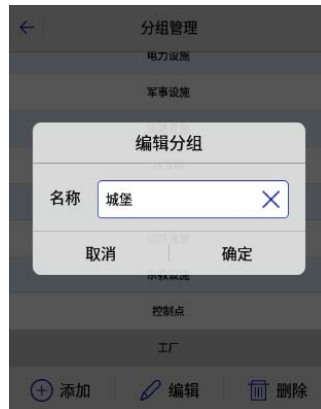 分组管理
电力设施
军事设施
编辑分组
名称 城堡
取消 确定
宗教设施
控制点
工厂
添加 编辑 删除